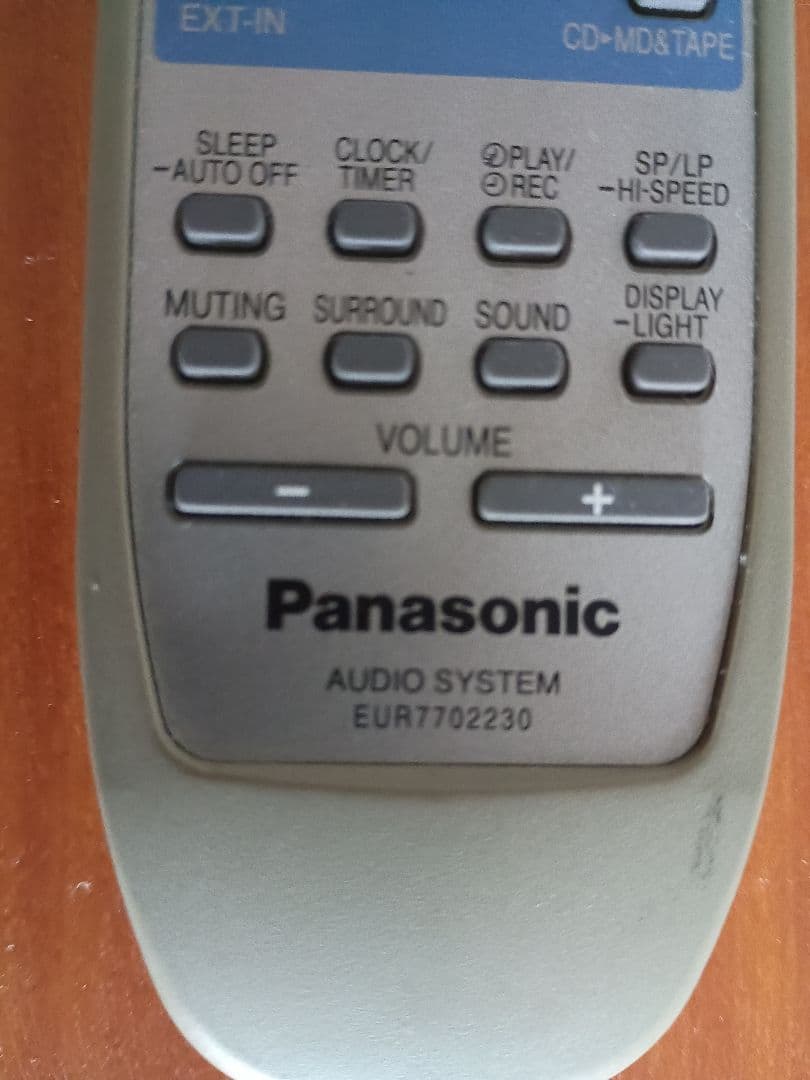 EXT-IN
CD▸MD&TAPE
SLEEP
–AUTO OFF
CLOCK/
TIMER
⏲PLAY/
⏲REC
SP/LP
–HI-SPEED
MUTING
SURROUND
SOUND
DISPLAY
–LIGHT
VOLUME
– +
Panasonic
AUDIO SYSTEM
EUR7702230